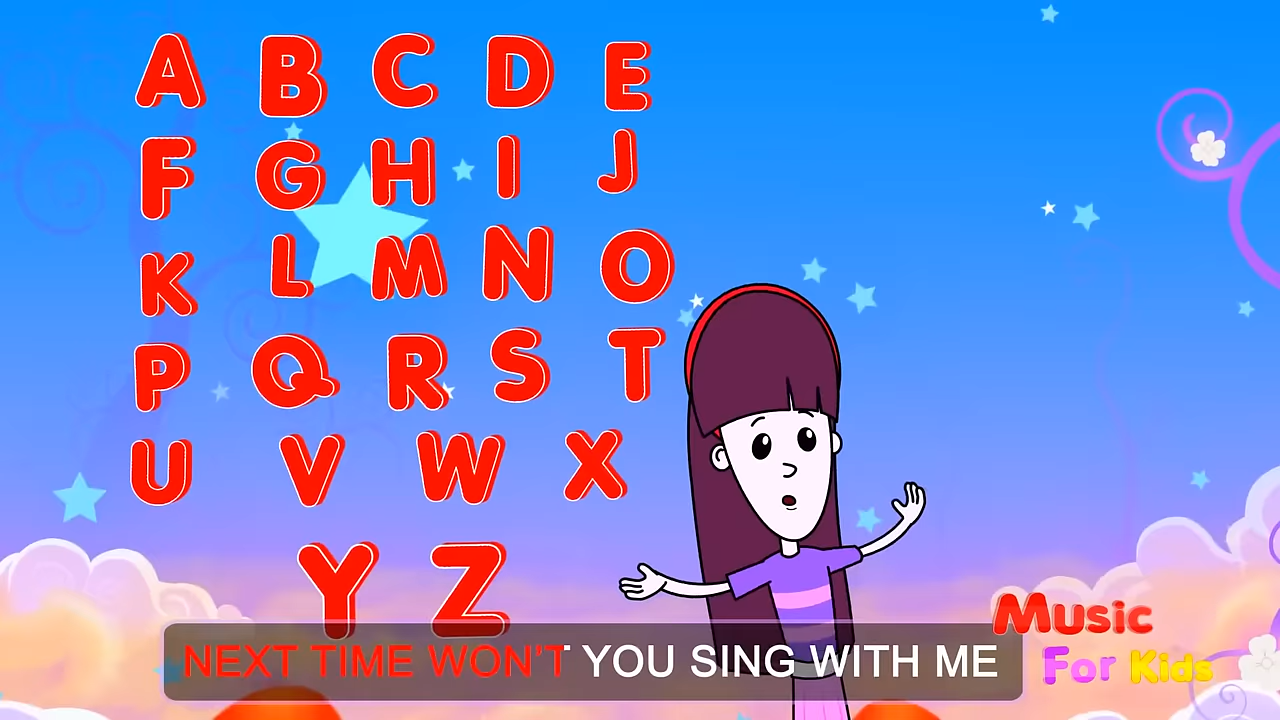 A B C D E
F G H I J
K L M N O
P Q R S T
U V W X
Y Z
NEXT TIME WON'T YOU SING WITH ME
Music
For Kids